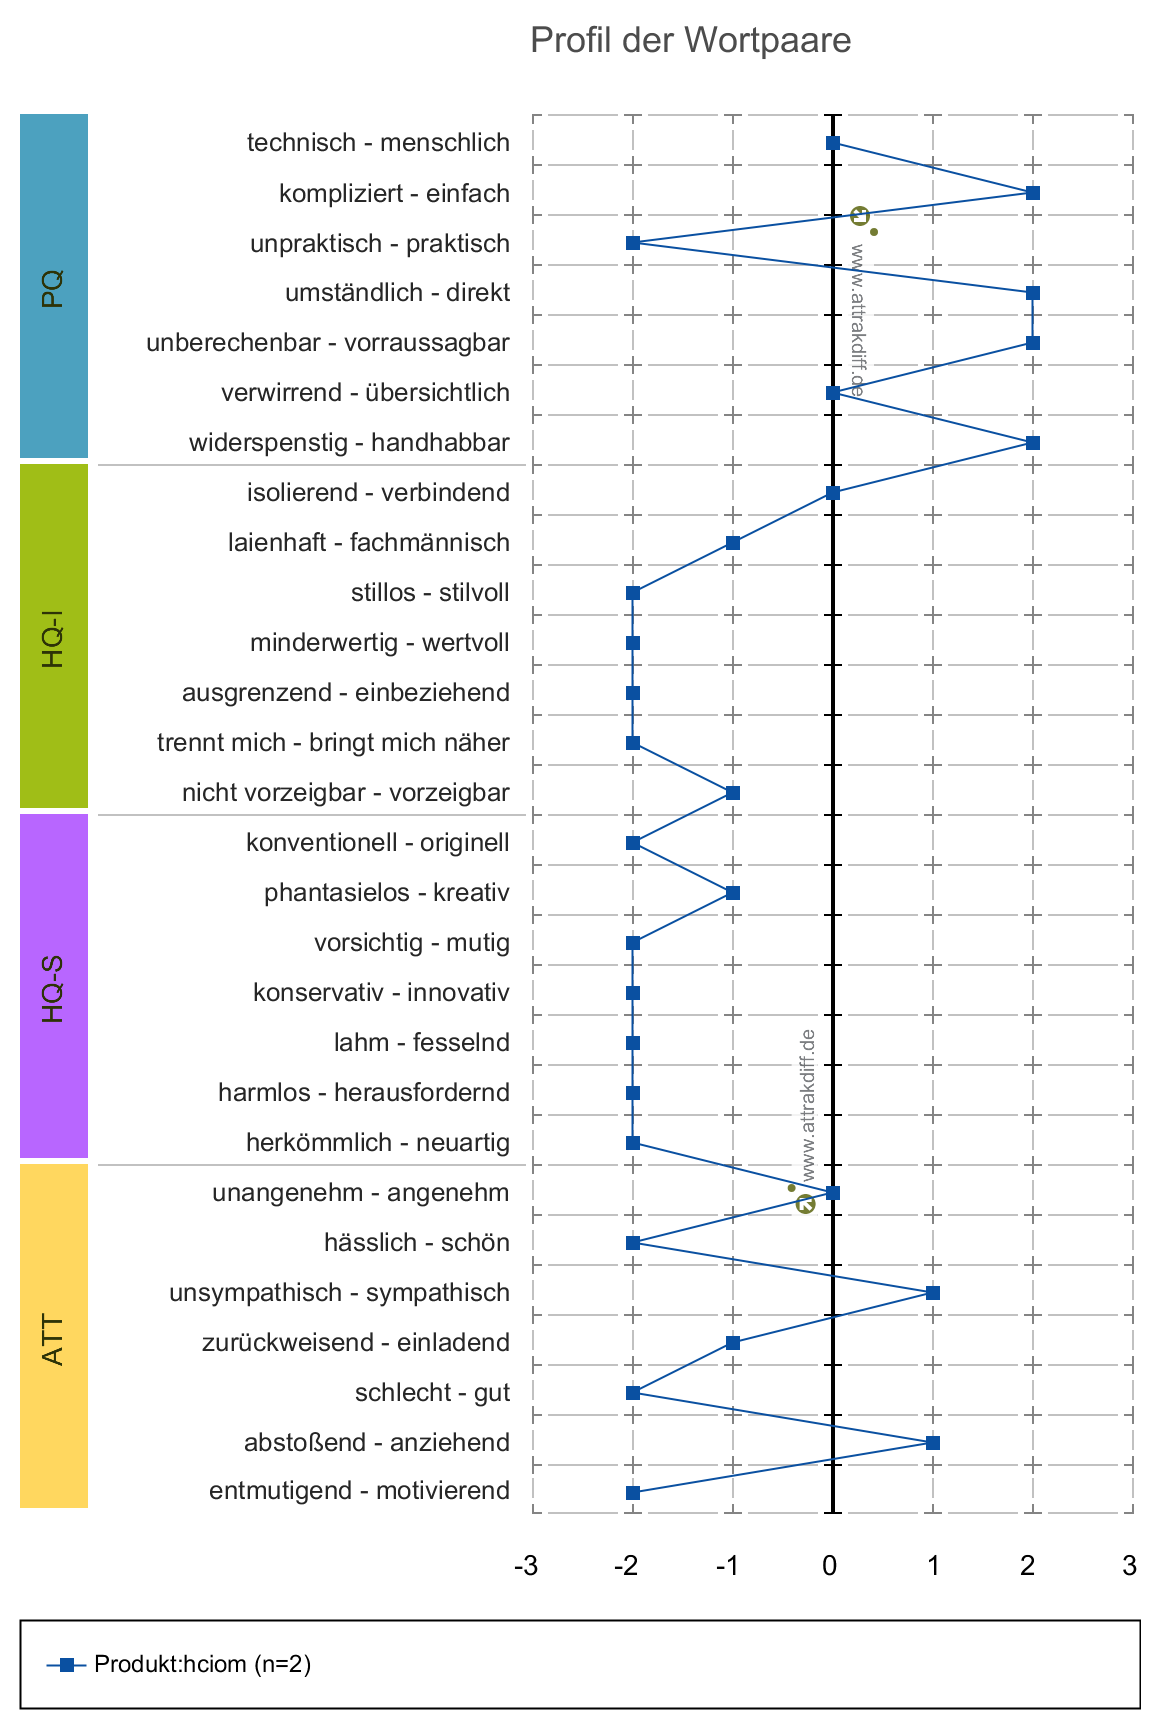 Profil der Wortpaare
PQ
technisch - menschlich
kompliziert - einfach
unpraktisch - praktisch
umständlich - direkt
unberechenbar - vorraussagbar
verwirrend - übersichtlich
widerspenstig - handhabbar
www.attrakdiff.de
HQ-I
isolierend - verbindend
laienhaft - fachmännisch
stillos - stilvoll
minderwertig - wertvoll
ausgrenzend - einbeziehend
trennt mich - bringt mich näher
nicht vorzeigbar - vorzeigbar
HQ-S
konventionell - originell
phantasielos - kreativ
vorsichtig - mutig
konservativ - innovativ
lahm - fesselnd
harmlos - herausfordernd
herkömmlich - neuartig
www.attrakdiff.de
ATT
unangenehm - angenehm
hässlich - schön
unsympathisch - sympathisch
zurückweisend - einladend
schlecht - gut
abstoßend - anziehend
entmutigend - motivierend
-3 -2 -1 0 1 2 3
Produkt:hciom (n=2)